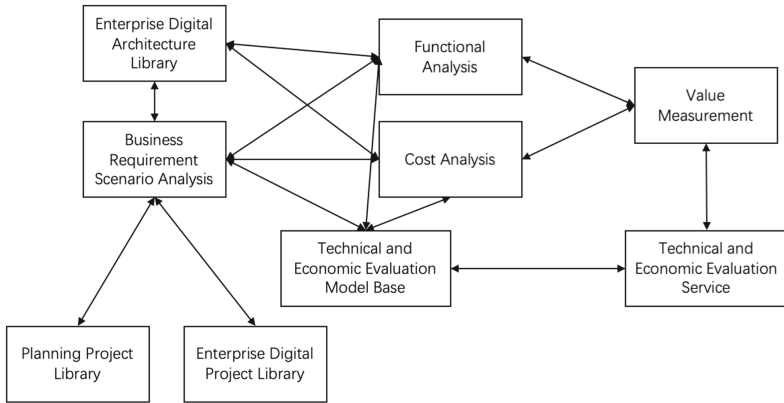 Enterprise Digital
Architecture
Library
Functional
Analysis
Value
Measurement
Business
Requirement
Scenario Analysis
Cost Analysis
Technical and
Economic Evaluation
Model Base
Technical and
Economic Evaluation
Service
Planning Project
Library
Enterprise Digital
Project Library